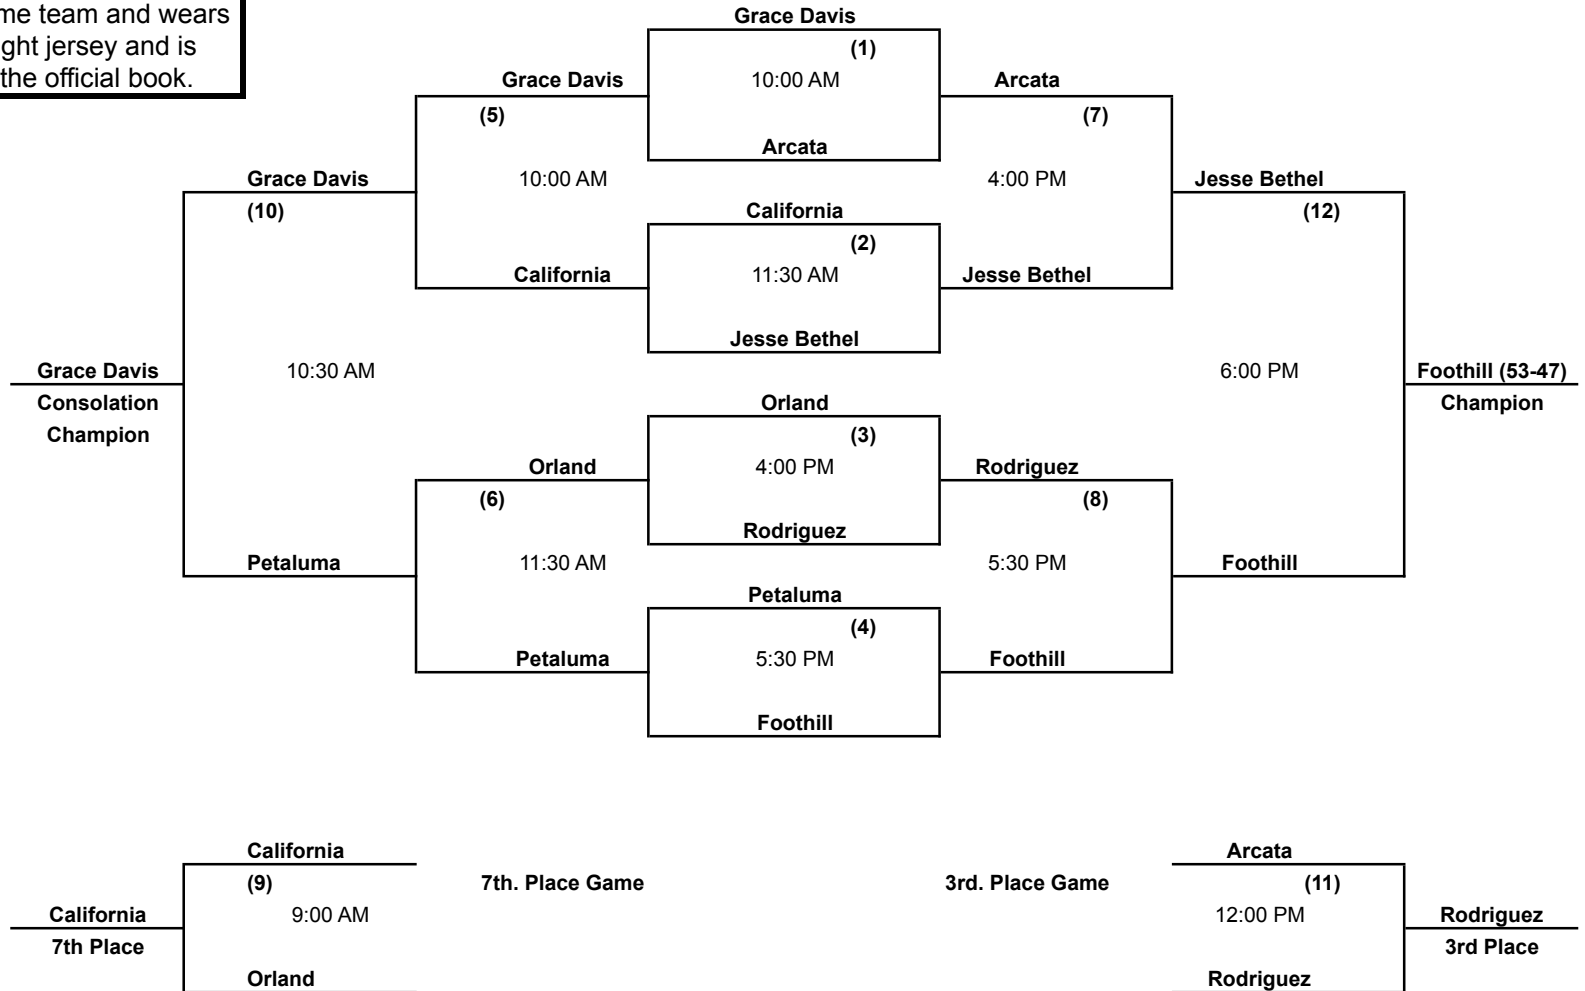 me team and wears
ght jersey and is
the official book.
Grace Davis
(1)
Grace Davis
10:00 AM
Arcata
(5)
(7)
Arcata
Grace Davis
10:00 AM
4:00 PM
Jesse Bethel
(10)
California
(12)
(2)
California
11:30 AM
Jesse Bethel
Jesse Bethel
Grace Davis
10:30 AM
6:00 PM
Foothill (53-47)
Consolation
Orland
Champion
Champion
(3)
Orland
4:00 PM
Rodriguez
(6)
(8)
Rodriguez
Petaluma
11:30 AM
5:30 PM
Foothill
Petaluma
(4)
Petaluma
5:30 PM
Foothill
Foothill
California
Arcata
(9)
7th. Place Game
3rd. Place Game
(11)
California
9:00 AM
12:00 PM
Rodriguez
7th Place
3rd Place
Orland
Rodriguez